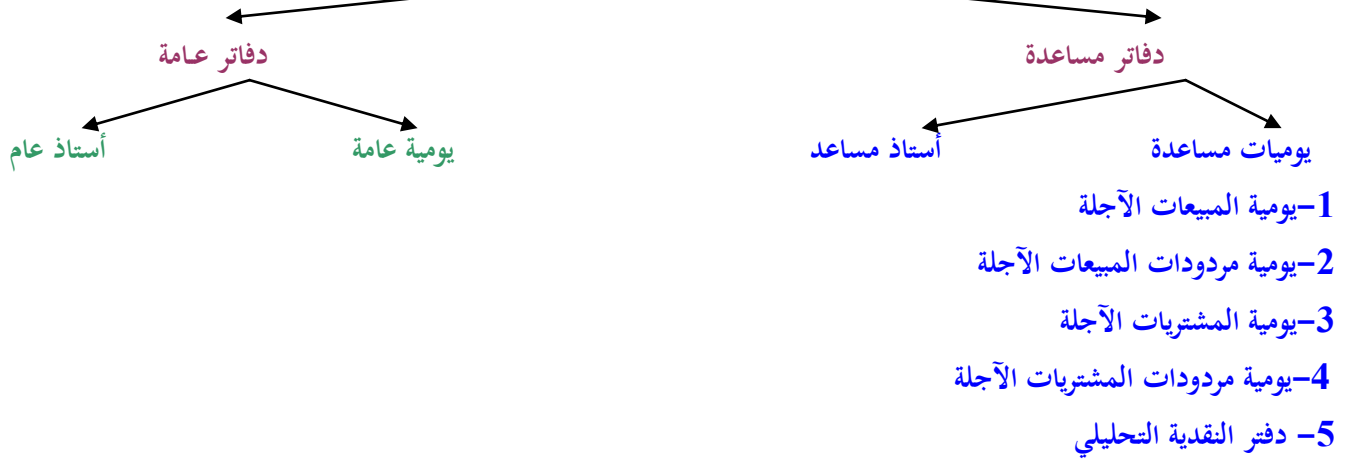 دفاتر مساعدة دفاتر عامة
يوميات مساعدة أستاذ مساعد يومية عامة أستاذ عام
1-يومية المبيعات الآجلة
2-يومية مردودات المبيعات الآجلة
3-يومية المشتريات الآجلة
4-يومية مردودات المشتريات الآجلة
5- دفتر النقدية التحليلي